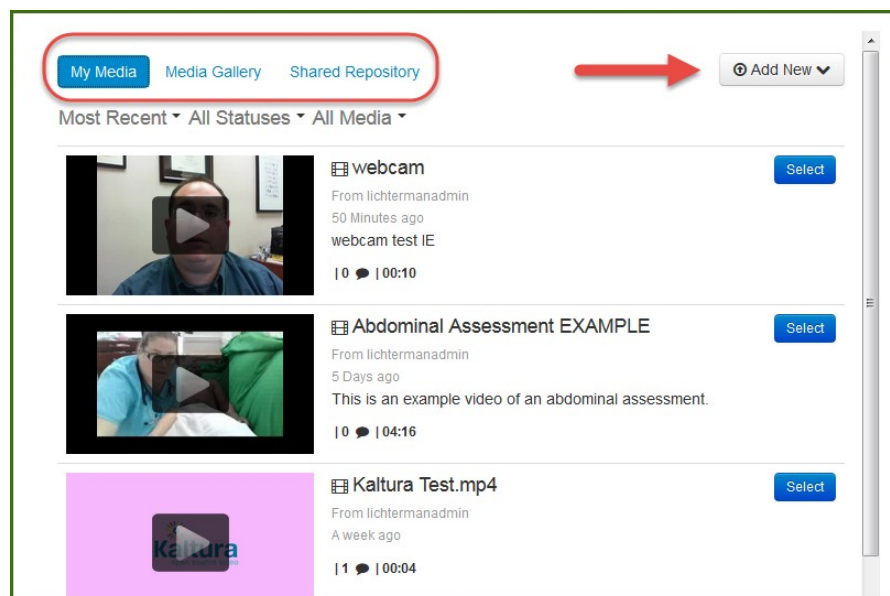 My Media Media Gallery Shared Repository Add New
Most Recent All Statuses All Media
webcam Select
From lichtermanadmin
50 Minutes ago
webcam test IE
| 0 | 00:10
Abdominal Assessment EXAMPLE Select
From lichtermanadmin
5 Days ago
This is an example video of an abdominal assessment.
| 0 | 04:16
Kaltura Test.mp4 Select
From lichtermanadmin
A week ago
Kaltura
| 1 | 00:04